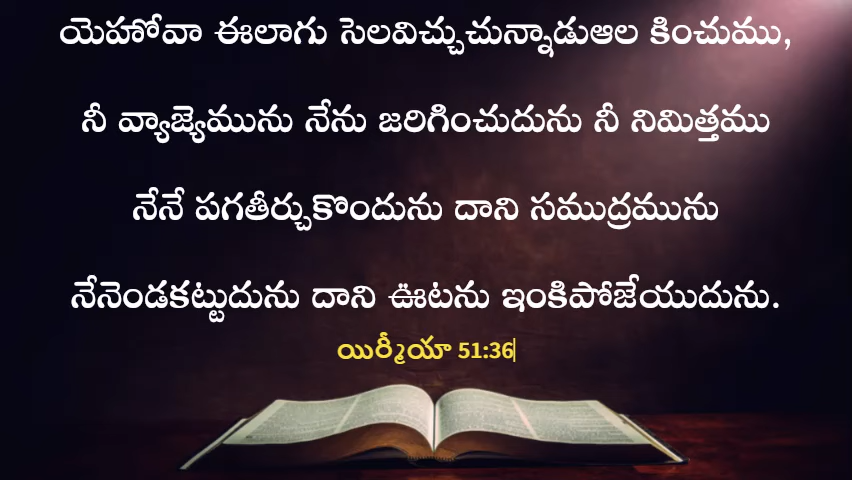 యెహోవా ఈలాగు సెలవిచ్చుచున్నాడుఆల కించుము,
నీ వ్యాజ్యెమును నేను జరిగించుదును నీ నిమిత్తము
నేనే పగతీర్చుకొందును దాని సముద్రమును
నేనెండకట్టుదును దాని ఊటను ఇంకిపోజేయుదును.
యిర్మీయా 51:36